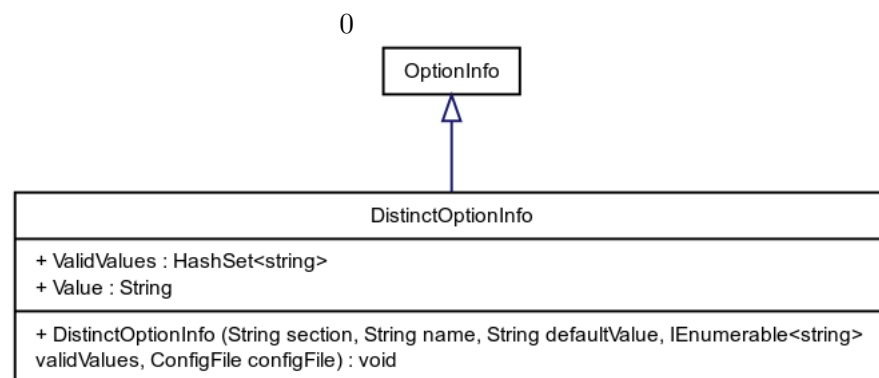 0
OptionInfo
DistinctOptionInfo
+ ValidValues : HashSet<string>
+ Value : String
+ DistinctOptionInfo (String section, String name, String defaultValue, IEnumerable<string>
validValues, ConfigFile configFile) : void